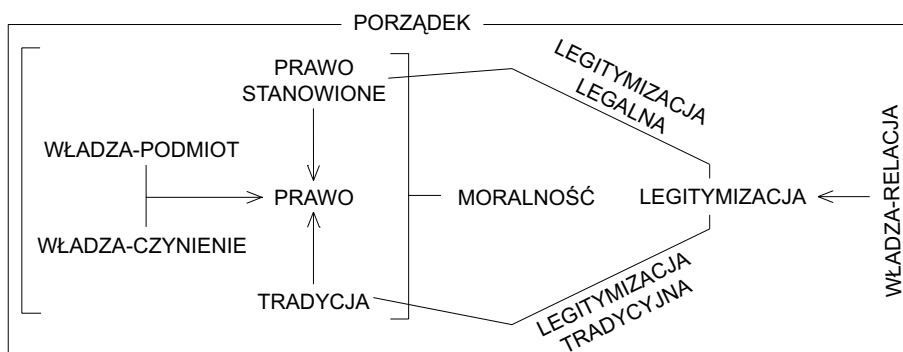 PORZĄDEK
PRAWO
STANOWIONE
LEGITYMIZACJA
LEGALNA
WŁADZA-PODMIOT
PRAWO
MORALNOŚĆ
LEGITYMIZACJA
WŁADZA-RELACJA
WŁADZA-CZYNIENIE
TRADYCJA
LEGITYMIZACJA
TRADYCYJNA